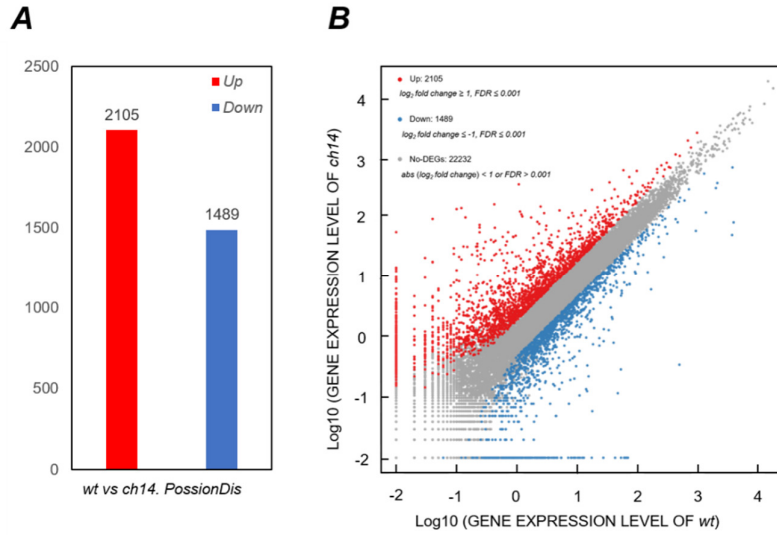 A
2500
2000
1500
1000
500
0
Up
Down
2105
1489
wt vs ch14. PossionDis
B
Up: 2105
log2 fold change ≥ 1, FDR ≤ 0.001
Down: 1489
log2 fold change ≤ -1, FDR ≤ 0.001
No-DEGs: 22232
abs (log2 fold change) < 1 or FDR > 0.001
Log10 (GENE EXPRESSION LEVEL OF ch14)
4
3
2
1
0
-1
-2
-2 -1 0 1 2 3 4
Log10 (GENE EXPRESSION LEVEL OF wt)